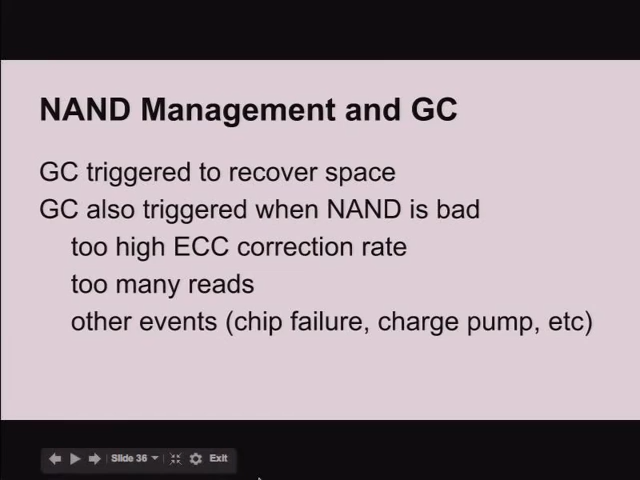 NAND Management and GC
GC triggered to recover space
GC also triggered when NAND is bad
too high ECC correction rate
too many reads
other events (chip failure, charge pump, etc)
Slide 36
Exit